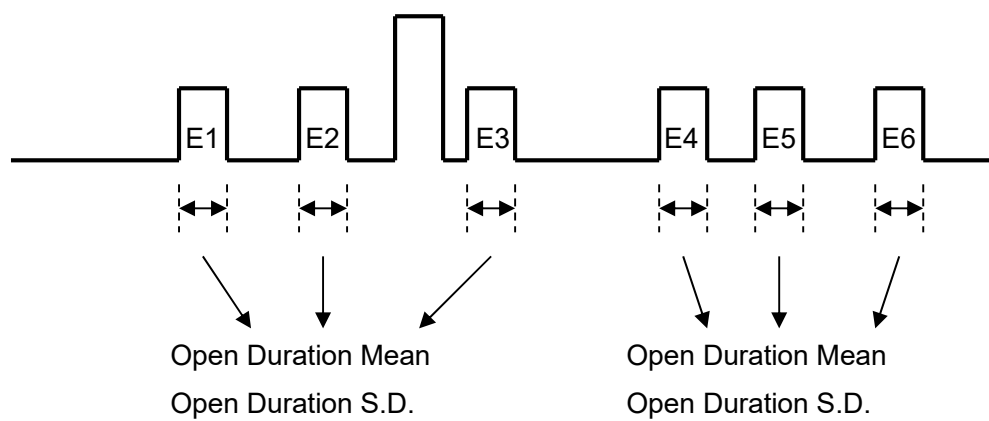 E1 E2 E3 E4 E5 E6
Open Duration Mean Open Duration Mean
Open Duration S.D. Open Duration S.D.